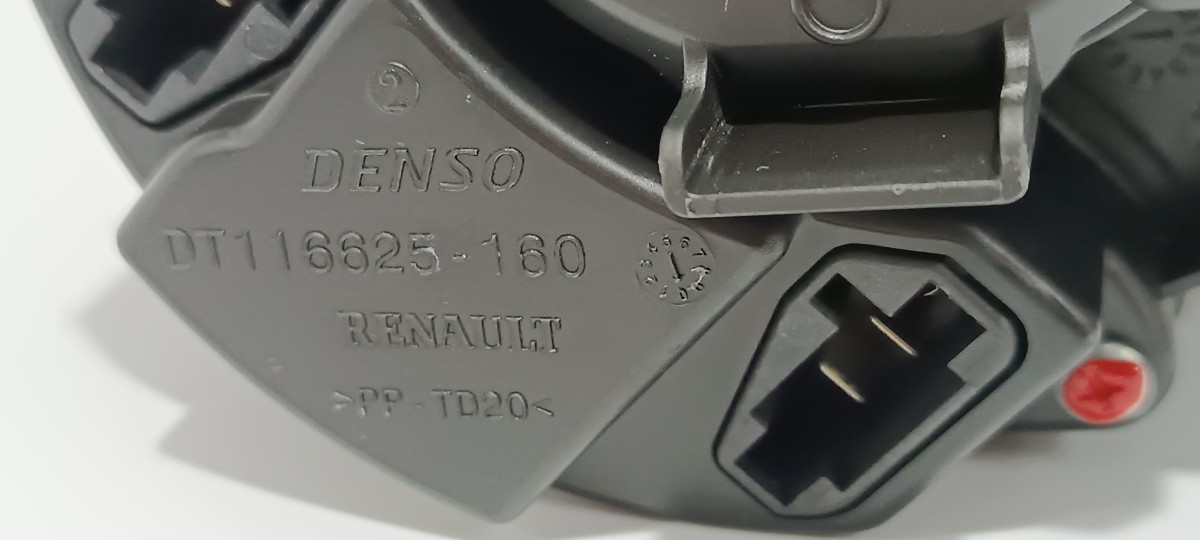 2
DENSO
DT116625-160
RENAULT
>PP-TD20<